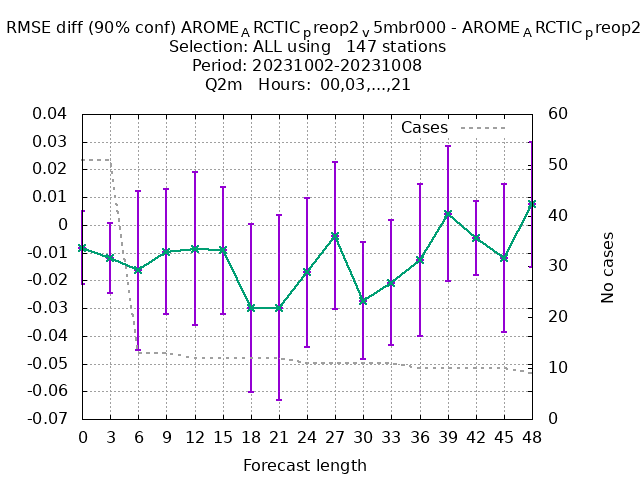 RMSE diff (90% conf) AROME_ARCTIC_preop2_v5mbr000 - AROME_ARCTIC_preop2
Selection: ALL using 147 stations
Period: 20231002-20231008
Q2m Hours: 00,03,...,21
Cases
0.04
0.03
0.02
0.01
0
-0.01
-0.02
-0.03
-0.04
-0.05
-0.06
-0.07
60
50
40
30
20
10
0
No cases
0 3 6 9 12 15 18 21 24 27 30 33 36 39 42 45 48
Forecast length